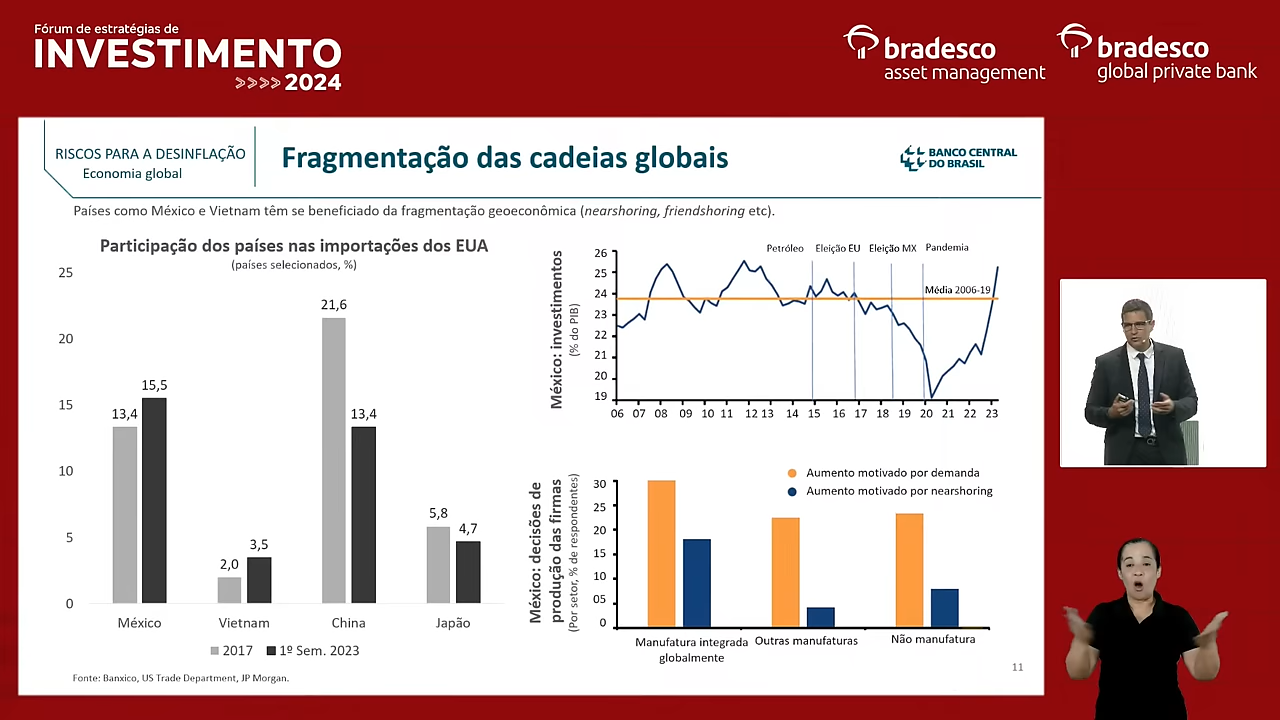 Fórum de estratégias de
INVESTIMENTO
>>>> 2024
bradesco
asset management
bradesco
global private bank
RISCOS PARA A DESINFLAÇÃO
Economia global
Fragmentação das cadeias globais
BANCO CENTRAL
DO BRASIL
Países como México e Vietnam têm se beneficiado da fragmentação geoeconômica (nearshoring, friendshoring etc).
Participação dos países nas importações dos EUA
(países selecionados, %)
25
20
15
10
5
0
13,4
15,5
2,0
3,5
21,6
13,4
5,8
4,7
México
Vietnam
China
Japão
2017
1º Sem. 2023
México: investimentos
(% do PIB)
26
25
24
23
22
21
20
19
Petróleo
Eleição EU
Eleição MX
Pandemia
Média 2006-19
06 07 08 09 10 11 12 13 14 15 16 17 18 19 20 21 22 23
México: decisões de
produção das firmas
(Por setor, % de respondentes)
30
25
20
15
10
05
0
Aumento motivado por demanda
Aumento motivado por nearshoring
Manufatura integrada
globalmente
Outras manufaturas
Não manufatura
Fonte: Banxico, US Trade Department, JP Morgan.
11